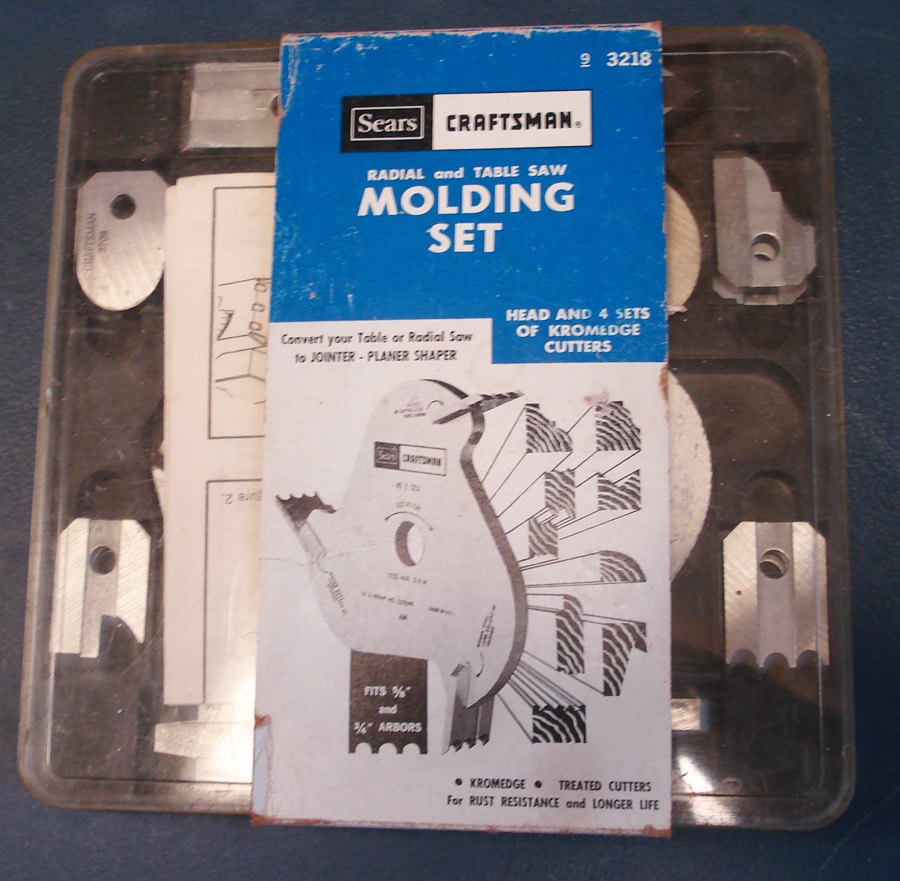 9 3218
Sears CRAFTSMAN®
RADIAL and TABLE SAW
MOLDING
SET
HEAD AND 4 SETS
OF KROMEDGE
CUTTERS
Convert your Table or Radial Saw
to JOINTER - PLANER SHAPER
CRAFTSMAN
Sears CRAFTSMAN
FITS 5/8"
and
3/4" ARBORS
• KROMEDGE • TREATED CUTTERS
For RUST RESISTANCE and LONGER LIFE